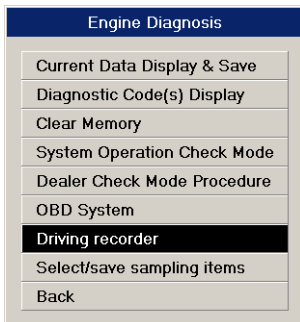 Engine Diagnosis
Current Data Display & Save
Diagnostic Code(s) Display
Clear Memory
System Operation Check Mode
Dealer Check Mode Procedure
OBD System
Driving recorder
Select/save sampling items
Back